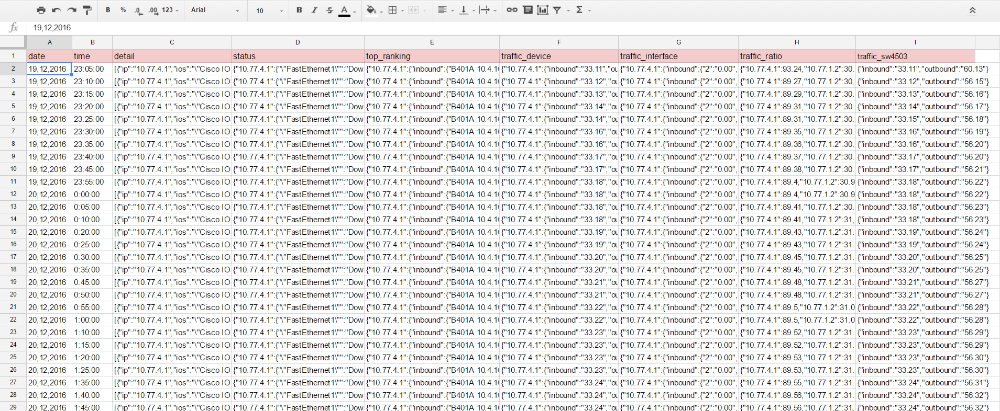 B % .0 .00 123 Arial 10 B I S A Σ
fx 19,12,2016
A B C D E F G H I
1 date time detail status top_ranking traffic_device traffic_interface traffic_ratio traffic_sw4503
2 19,12,2016 23:05:00 [{"ip":"10.77.4.1","ios":"\"Cisco IO {"10.77.4.1":{"\"FastEthernet1\"":"Dow {"10.77.4.1":{"inbound":{"B401A 10.4.1 {"10.77.4.1":{"inbound":"33.11","ou {"10.77.4.1":{"inbound":{"2":"0.00", {"10.77.4.1":93.24,"10.77.1.2":30. {"inbound":"33.11","outbound":"60.13"}
3 19,12,2016 23:10:00 [{"ip":"10.77.4.1","ios":"\"Cisco IO {"10.77.4.1":{"\"FastEthernet1\"":"Dow {"10.77.4.1":{"inbound":{"B401A 10.4.1 {"10.77.4.1":{"inbound":"33.12","ou {"10.77.4.1":{"inbound":{"2":"0.00", {"10.77.4.1":89.27,"10.77.1.2":30. {"inbound":"33.12","outbound":"56.15"}
4 19,12,2016 23:15:00 [{"ip":"10.77.4.1","ios":"\"Cisco IO {"10.77.4.1":{"\"FastEthernet1\"":"Dow {"10.77.4.1":{"inbound":{"B401A 10.4.1 {"10.77.4.1":{"inbound":"33.13","ou {"10.77.4.1":{"inbound":{"2":"0.00", {"10.77.4.1":89.29,"10.77.1.2":30. {"inbound":"33.13","outbound":"56.16"}
5 19,12,2016 23:20:00 [{"ip":"10.77.4.1","ios":"\"Cisco IO {"10.77.4.1":{"\"FastEthernet1\"":"Dow {"10.77.4.1":{"inbound":{"B401A 10.4.1 {"10.77.4.1":{"inbound":"33.14","ou {"10.77.4.1":{"inbound":{"2":"0.00", {"10.77.4.1":89.31,"10.77.1.2":30. {"inbound":"33.14","outbound":"56.17"}
6 19,12,2016 23:25:00 [{"ip":"10.77.4.1","ios":"\"Cisco IO {"10.77.4.1":{"\"FastEthernet1\"":"Dow {"10.77.4.1":{"inbound":{"B401A 10.4.1 {"10.77.4.1":{"inbound":"33.14","ou {"10.77.4.1":{"inbound":{"2":"0.00", {"10.77.4.1":89.31,"10.77.1.2":30. {"inbound":"33.15","outbound":"56.18"}
7 19,12,2016 23:30:00 [{"ip":"10.77.4.1","ios":"\"Cisco IO {"10.77.4.1":{"\"FastEthernet1\"":"Dow {"10.77.4.1":{"inbound":{"B401A 10.4.1 {"10.77.4.1":{"inbound":"33.16","ou {"10.77.4.1":{"inbound":{"2":"0.00", {"10.77.4.1":89.35,"10.77.1.2":30. {"inbound":"33.16","outbound":"56.19"}
8 19,12,2016 23:35:00 [{"ip":"10.77.4.1","ios":"\"Cisco IO {"10.77.4.1":{"\"FastEthernet1\"":"Dow {"10.77.4.1":{"inbound":{"B401A 10.4.1 {"10.77.4.1":{"inbound":"33.16","ou {"10.77.4.1":{"inbound":{"2":"0.00", {"10.77.4.1":89.36,"10.77.1.2":30. {"inbound":"33.16","outbound":"56.20"}
9 19,12,2016 23:40:00 [{"ip":"10.77.4.1","ios":"\"Cisco IO {"10.77.4.1":{"\"FastEthernet1\"":"Dow {"10.77.4.1":{"inbound":{"B401A 10.4.1 {"10.77.4.1":{"inbound":"33.17","ou {"10.77.4.1":{"inbound":{"2":"0.00", {"10.77.4.1":89.37,"10.77.1.2":30. {"inbound":"33.17","outbound":"56.20"}
10 19,12,2016 23:45:00 [{"ip":"10.77.4.1","ios":"\"Cisco IO {"10.77.4.1":{"\"FastEthernet1\"":"Dow {"10.77.4.1":{"inbound":{"B401A 10.4.1 {"10.77.4.1":{"inbound":"33.17","ou {"10.77.4.1":{"inbound":{"2":"0.00", {"10.77.4.1":89.38,"10.77.1.2":30. {"inbound":"33.17","outbound":"56.21"}
11 19,12,2016 23:55:00 [{"ip":"10.77.4.1","ios":"\"Cisco IO {"10.77.4.1":{"\"FastEthernet1\"":"Dow {"10.77.4.1":{"inbound":{"B401A 10.4.1 {"10.77.4.1":{"inbound":"33.18","ou {"10.77.4.1":{"inbound":{"2":"0.00", {"10.77.4.1":89.4,"10.77.1.2":30.9 {"inbound":"33.18","outbound":"56.22"}
12 20,12,2016 0:00:00 [{"ip":"10.77.4.1","ios":"\"Cisco IO {"10.77.4.1":{"\"FastEthernet1\"":"Dow {"10.77.4.1":{"inbound":{"B401A 10.4.1 {"10.77.4.1":{"inbound":"33.18","ou {"10.77.4.1":{"inbound":{"2":"0.00", {"10.77.4.1":89.4,"10.77.1.2":30.9 {"inbound":"33.18","outbound":"56.22"}
13 20,12,2016 0:05:00 [{"ip":"10.77.4.1","ios":"\"Cisco IO {"10.77.4.1":{"\"FastEthernet1\"":"Dow {"10.77.4.1":{"inbound":{"B401A 10.4.1 {"10.77.4.1":{"inbound":"33.18","ou {"10.77.4.1":{"inbound":{"2":"0.00", {"10.77.4.1":89.41,"10.77.1.2":30. {"inbound":"33.18","outbound":"56.23"}
14 20,12,2016 0:10:00 [{"ip":"10.77.4.1","ios":"\"Cisco IO {"10.77.4.1":{"\"FastEthernet1\"":"Dow {"10.77.4.1":{"inbound":{"B401A 10.4.1 {"10.77.4.1":{"inbound":"33.18","ou {"10.77.4.1":{"inbound":{"2":"0.00", {"10.77.4.1":89.41,"10.77.1.2":31, {"inbound":"33.18","outbound":"56.23"}
15 20,12,2016 0:20:00 [{"ip":"10.77.4.1","ios":"\"Cisco IO {"10.77.4.1":{"\"FastEthernet1\"":"Dow {"10.77.4.1":{"inbound":{"B401A 10.4.1 {"10.77.4.1":{"inbound":"33.19","ou {"10.77.4.1":{"inbound":{"2":"0.00", {"10.77.4.1":89.43,"10.77.1.2":31. {"inbound":"33.19","outbound":"56.24"}
16 20,12,2016 0:25:00 [{"ip":"10.77.4.1","ios":"\"Cisco IO {"10.77.4.1":{"\"FastEthernet1\"":"Dow {"10.77.4.1":{"inbound":{"B401A 10.4.1 {"10.77.4.1":{"inbound":"33.19","ou {"10.77.4.1":{"inbound":{"2":"0.00", {"10.77.4.1":89.43,"10.77.1.2":31. {"inbound":"33.19","outbound":"56.24"}
17 20,12,2016 0:30:00 [{"ip":"10.77.4.1","ios":"\"Cisco IO {"10.77.4.1":{"\"FastEthernet1\"":"Dow {"10.77.4.1":{"inbound":{"B401A 10.4.1 {"10.77.4.1":{"inbound":"33.20","ou {"10.77.4.1":{"inbound":{"2":"0.00", {"10.77.4.1":89.45,"10.77.1.2":31. {"inbound":"33.20","outbound":"56.25"}
18 20,12,2016 0:35:00 [{"ip":"10.77.4.1","ios":"\"Cisco IO {"10.77.4.1":{"\"FastEthernet1\"":"Dow {"10.77.4.1":{"inbound":{"B401A 10.4.1 {"10.77.4.1":{"inbound":"33.20","ou {"10.77.4.1":{"inbound":{"2":"0.00", {"10.77.4.1":89.45,"10.77.1.2":31. {"inbound":"33.20","outbound":"56.25"}
19 20,12,2016 0:45:00 [{"ip":"10.77.4.1","ios":"\"Cisco IO {"10.77.4.1":{"\"FastEthernet1\"":"Dow {"10.77.4.1":{"inbound":{"B401A 10.4.1 {"10.77.4.1":{"inbound":"33.21","ou {"10.77.4.1":{"inbound":{"2":"0.00", {"10.77.4.1":89.48,"10.77.1.2":31. {"inbound":"33.21","outbound":"56.27"}
20 20,12,2016 0:50:00 [{"ip":"10.77.4.1","ios":"\"Cisco IO {"10.77.4.1":{"\"FastEthernet1\"":"Dow {"10.77.4.1":{"inbound":{"B401A 10.4.1 {"10.77.4.1":{"inbound":"33.21","ou {"10.77.4.1":{"inbound":{"2":"0.00", {"10.77.4.1":89.48,"10.77.1.2":31. {"inbound":"33.21","outbound":"56.27"}
21 20,12,2016 0:55:00 [{"ip":"10.77.4.1","ios":"\"Cisco IO {"10.77.4.1":{"\"FastEthernet1\"":"Dow {"10.77.4.1":{"inbound":{"B401A 10.4.1 {"10.77.4.1":{"inbound":"33.22","ou {"10.77.4.1":{"inbound":{"2":"0.00", {"10.77.4.1":89.5,"10.77.1.2":31.0 {"inbound":"33.22","outbound":"56.28"}
22 20,12,2016 1:00:00 [{"ip":"10.77.4.1","ios":"\"Cisco IO {"10.77.4.1":{"\"FastEthernet1\"":"Dow {"10.77.4.1":{"inbound":{"B401A 10.4.1 {"10.77.4.1":{"inbound":"33.22","ou {"10.77.4.1":{"inbound":{"2":"0.00", {"10.77.4.1":89.5,"10.77.1.2":31.0 {"inbound":"33.22","outbound":"56.28"}
23 20,12,2016 1:10:00 [{"ip":"10.77.4.1","ios":"\"Cisco IO {"10.77.4.1":{"\"FastEthernet1\"":"Dow {"10.77.4.1":{"inbound":{"B401A 10.4.1 {"10.77.4.1":{"inbound":"33.23","ou {"10.77.4.1":{"inbound":{"2":"0.00", {"10.77.4.1":89.52,"10.77.1.2":31. {"inbound":"33.23","outbound":"56.29"}
24 20,12,2016 1:15:00 [{"ip":"10.77.4.1","ios":"\"Cisco IO {"10.77.4.1":{"\"FastEthernet1\"":"Dow {"10.77.4.1":{"inbound":{"B401A 10.4.1 {"10.77.4.1":{"inbound":"33.23","ou {"10.77.4.1":{"inbound":{"2":"0.00", {"10.77.4.1":89.52,"10.77.1.2":31. {"inbound":"33.23","outbound":"56.29"}
25 20,12,2016 1:20:00 [{"ip":"10.77.4.1","ios":"\"Cisco IO {"10.77.4.1":{"\"FastEthernet1\"":"Dow {"10.77.4.1":{"inbound":{"B401A 10.4.1 {"10.77.4.1":{"inbound":"33.23","ou {"10.77.4.1":{"inbound":{"2":"0.00", {"10.77.4.1":89.53,"10.77.1.2":31. {"inbound":"33.23","outbound":"56.30"}
26 20,12,2016 1:25:00 [{"ip":"10.77.4.1","ios":"\"Cisco IO {"10.77.4.1":{"\"FastEthernet1\"":"Dow {"10.77.4.1":{"inbound":{"B401A 10.4.1 {"10.77.4.1":{"inbound":"33.23","ou {"10.77.4.1":{"inbound":{"2":"0.00", {"10.77.4.1":89.53,"10.77.1.2":31. {"inbound":"33.23","outbound":"56.30"}
27 20,12,2016 1:35:00 [{"ip":"10.77.4.1","ios":"\"Cisco IO {"10.77.4.1":{"\"FastEthernet1\"":"Dow {"10.77.4.1":{"inbound":{"B401A 10.4.1 {"10.77.4.1":{"inbound":"33.24","ou {"10.77.4.1":{"inbound":{"2":"0.00", {"10.77.4.1":89.55,"10.77.1.2":31. {"inbound":"33.24","outbound":"56.31"}
28 20,12,2016 1:40:00 [{"ip":"10.77.4.1","ios":"\"Cisco IO {"10.77.4.1":{"\"FastEthernet1\"":"Dow {"10.77.4.1":{"inbound":{"B401A 10.4.1 {"10.77.4.1":{"inbound":"33.24","ou {"10.77.4.1":{"inbound":{"2":"0.00", {"10.77.4.1":89.56,"10.77.1.2":31. {"inbound":"33.24","outbound":"56.32"}
29 20,12,2016 1:45:00 [{"ip":"10.77.4.1","ios":"\"Cisco IO {"10.77.4.1":{"\"FastEthernet1\"":"Dow {"10.77.4.1":{"inbound":{"B401A 10.4.1 {"10.77.4.1":{"inbound":"33.24","ou {"10.77.4.1":{"inbound":{"2":"0.00", {"10.77.4.1":89.56,"10.77.1.2":31. {"inbound":"33.24","outbound":"56.32"}